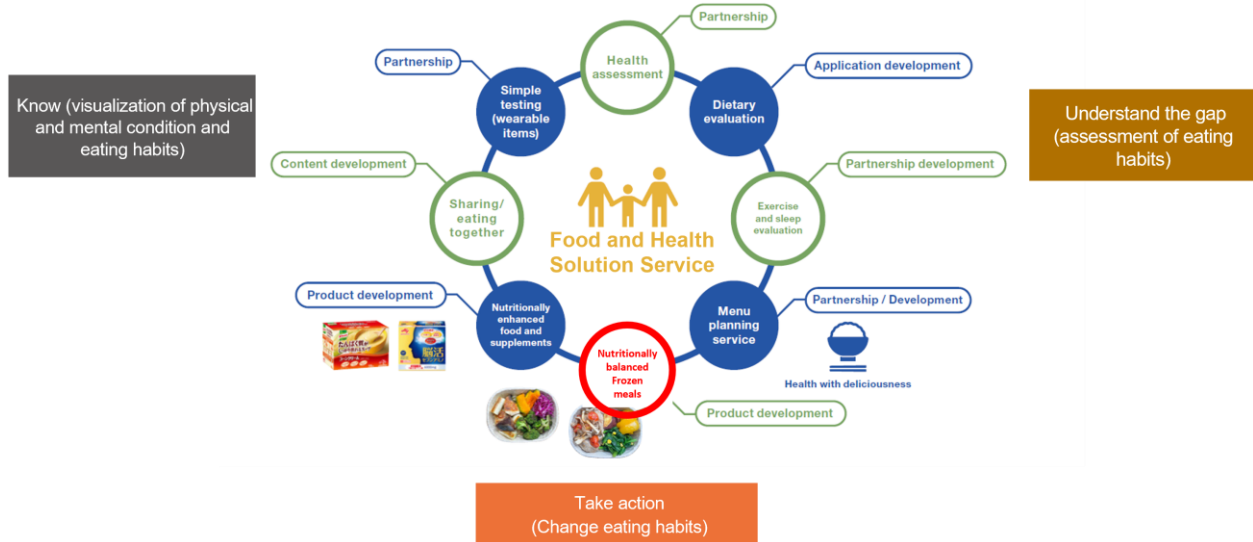 Partnership
Health
assessment
Partnership
Simple
testing
(wearable
items)
Application development
Dietary
evaluation
Know (visualization of physical
and mental condition and
eating habits)
Understand the gap
(assessment of eating
habits)
Content development
Sharing/
eating
together
Partnership development
Exercise
and sleep
evaluation
Food and Health
Solution Service
Product development
Nutritionally
enhanced
food and
supplements
Partnership / Development
Menu
planning
service
Health with deliciousness
Nutritionally
balanced
Frozen
meals
Product development
脳活
Take action
(Change eating habits)